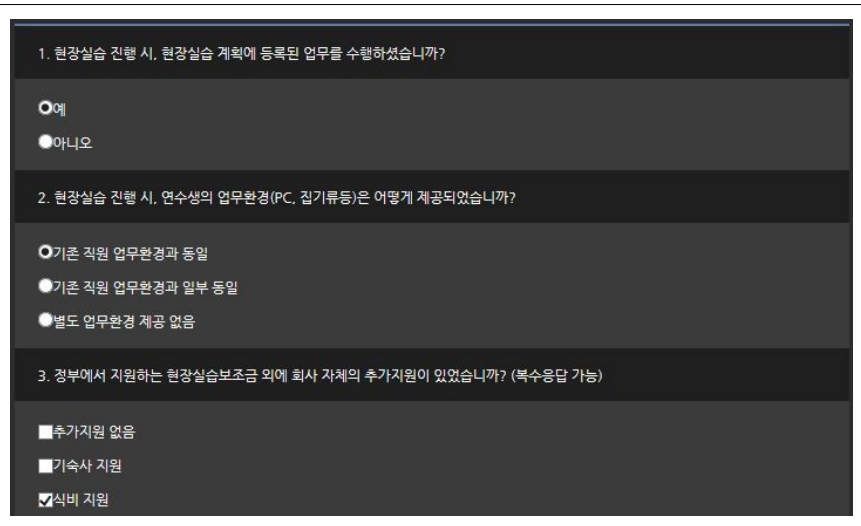 1. 현장실습 진행 시, 현장실습 계획에 등록된 업무를 수행하셨습니까?
예
아니오
2. 현장실습 진행 시, 연수생의 업무환경(PC, 집기류등)은 어떻게 제공되었습니까?
기존 직원 업무환경과 동일
기존 직원 업무환경과 일부 동일
별도 업무환경 제공 없음
3. 정부에서 지원하는 현장실습보조금 외에 회사 자체의 추가지원이 있었습니까? (복수응답 가능)
추가지원 없음
기숙사 지원
식비 지원